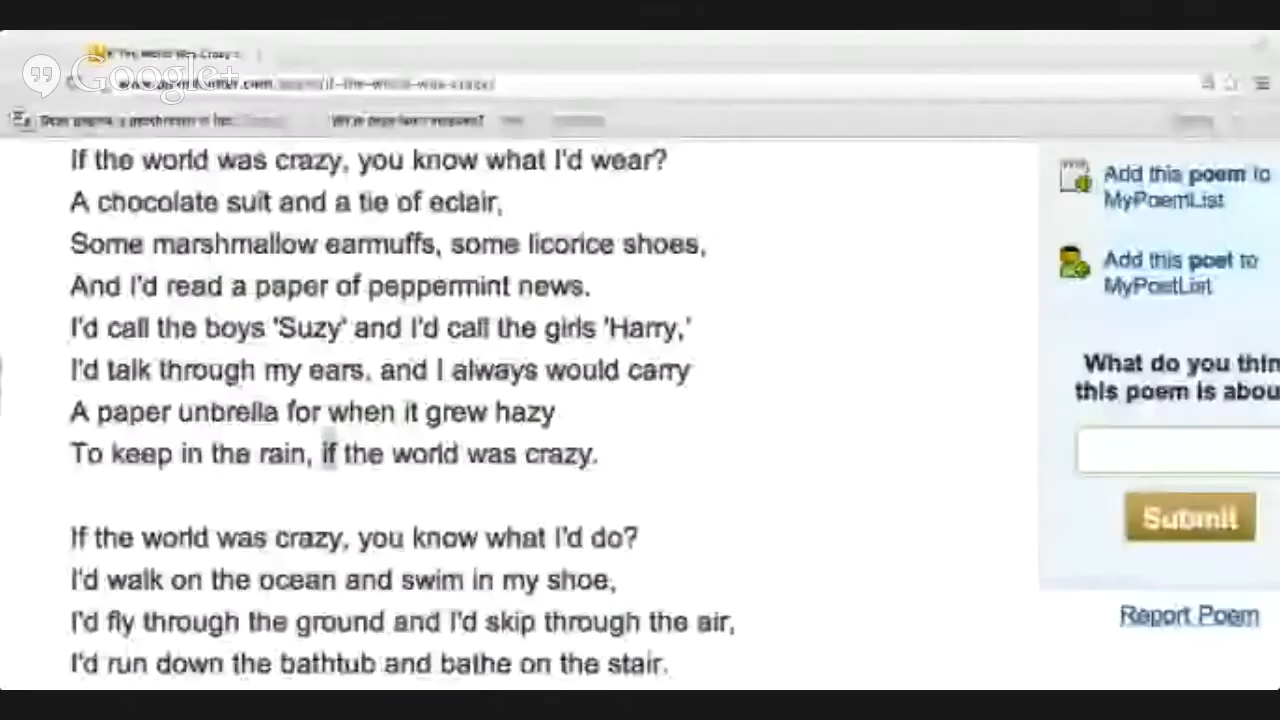 Google+
If the world was crazy, you know what I'd wear?
A chocolate suit and a tie of eclair,
Some marshmallow earmuffs, some licorice shoes,
And I'd read a paper of peppermint news.
I'd call the boys 'Suzy' and I'd call the girls 'Harry,'
I'd talk through my ears, and I always would carry
A paper unbrella for when it grew hazy
To keep in the rain, if the world was crazy.
If the world was crazy, you know what I'd do?
I'd walk on the ocean and swim in my shoe,
I'd fly through the ground and I'd skip through the air,
I'd run down the bathtub and bathe on the stair.
Add this poem to
MyPoemList
Add this poet to
MyPoetList
What do you thin
this poem is abou
Submit
Report Poem